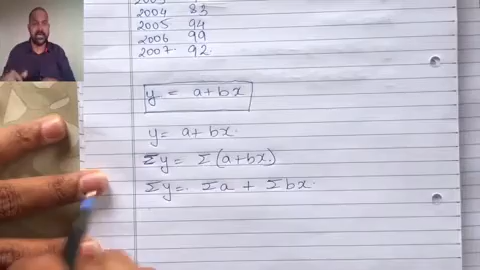 2004 83
2005 94
2006 99
2007 92.
y = a+bx
y = a+bx.
Σy = Σ(a+bx)
Σy = Σa + Σbx.